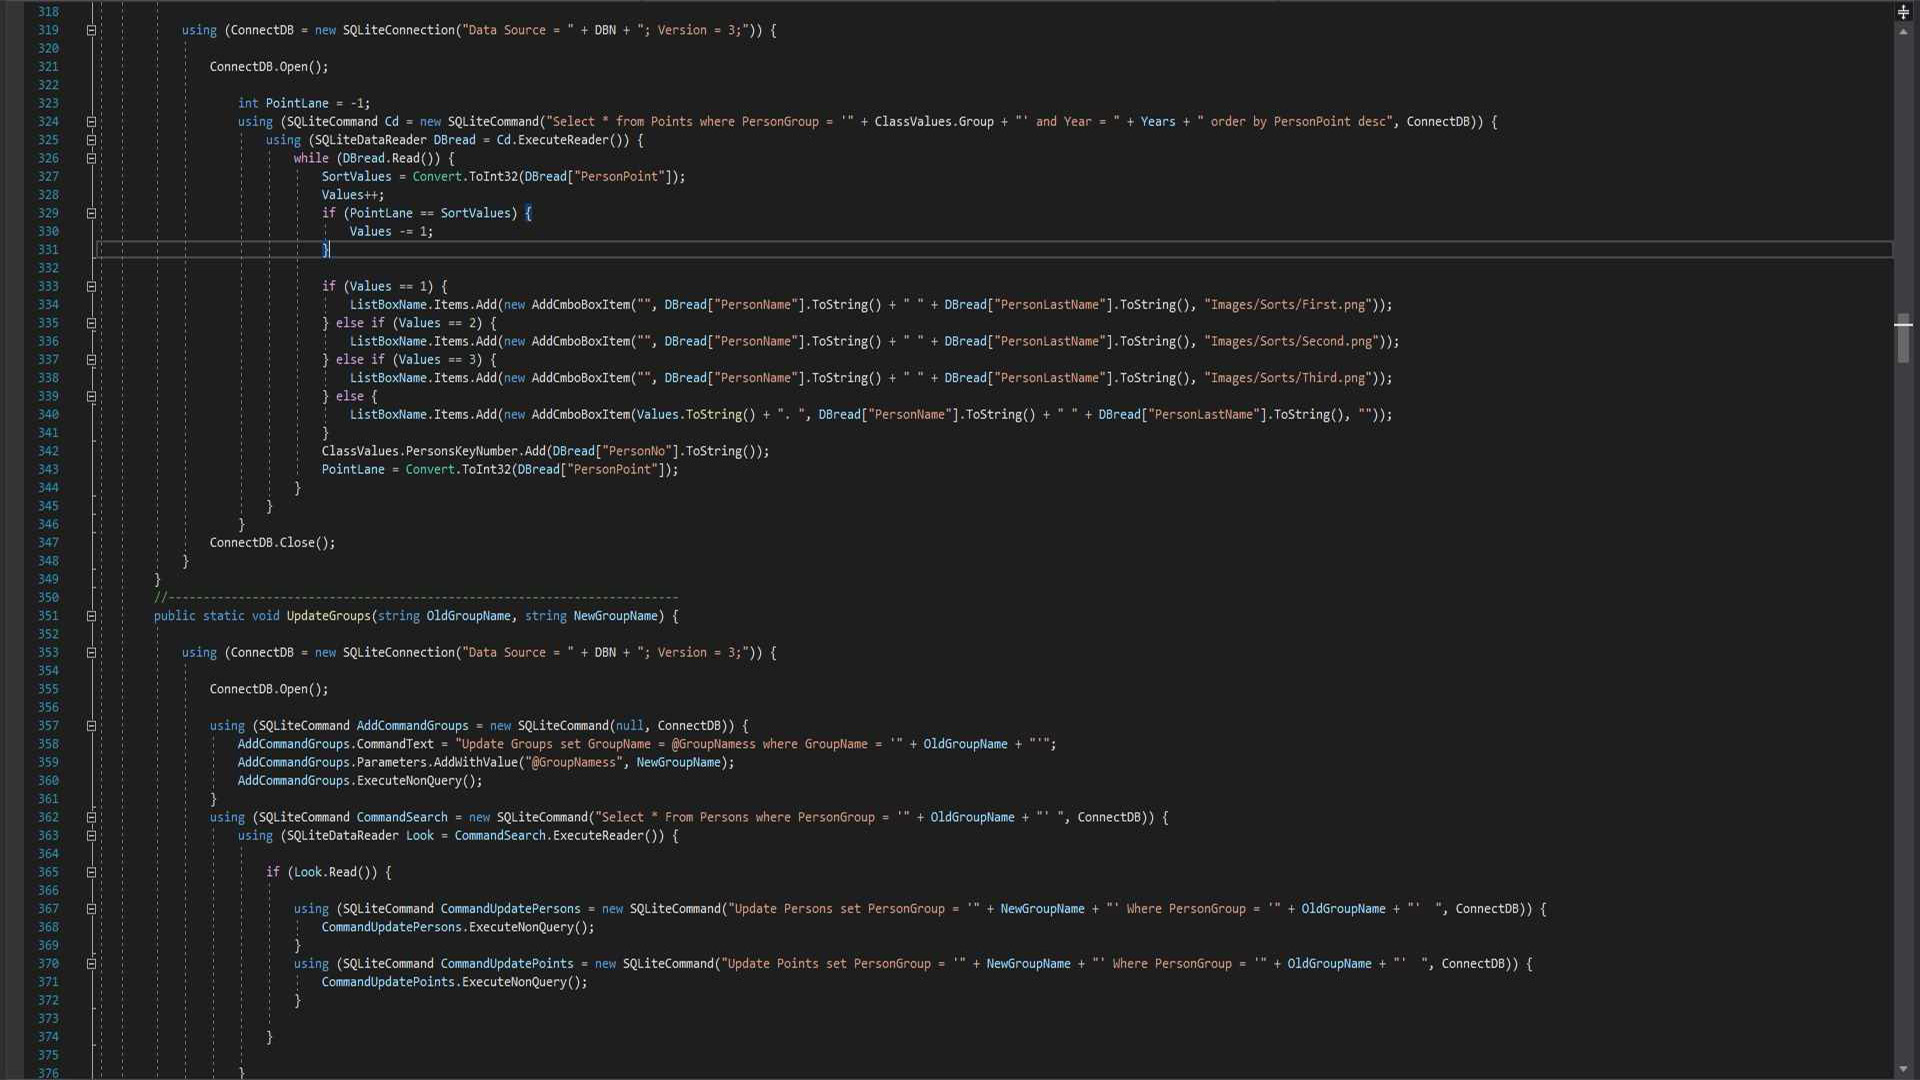 318
319 using (ConnectDB = new SQLiteConnection("Data Source = " + DBN + "; Version = 3;")) {
320
321 ConnectDB.Open();
322
323 int PointLane = -1;
324 using (SQLiteCommand Cd = new SQLiteCommand("Select * from Points where PersonGroup = '" + ClassValues.Group + "' and Year = " + Years + " order by PersonPoint desc", ConnectDB)) {
325 using (SQLiteDataReader DBread = Cd.ExecuteReader()) {
326 while (DBread.Read()) {
327 SortValues = Convert.ToInt32(DBread["PersonPoint"]);
328 Values++;
329 if (PointLane == SortValues) {
330 Values -= 1;
331 }
332
333 if (Values == 1) {
334 ListBoxName.Items.Add(new AddCmboBoxItem("", DBread["PersonName"].ToString() + " " + DBread["PersonLastName"].ToString(), "Images/Sorts/First.png"));
335 } else if (Values == 2) {
336 ListBoxName.Items.Add(new AddCmboBoxItem("", DBread["PersonName"].ToString() + " " + DBread["PersonLastName"].ToString(), "Images/Sorts/Second.png"));
337 } else if (Values == 3) {
338 ListBoxName.Items.Add(new AddCmboBoxItem("", DBread["PersonName"].ToString() + " " + DBread["PersonLastName"].ToString(), "Images/Sorts/Third.png"));
339 } else {
340 ListBoxName.Items.Add(new AddCmboBoxItem(Values.ToString() + ". ", DBread["PersonName"].ToString() + " " + DBread["PersonLastName"].ToString(), ""));
341 }
342 ClassValues.PersonsKeyNumber.Add(DBread["PersonNo"].ToString());
343 PointLane = Convert.ToInt32(DBread["PersonPoint"]);
344 }
345 }
346 }
347 ConnectDB.Close();
348 }
349 }
350 //-------------------------------------------------------------------------
351 public static void UpdateGroups(string OldGroupName, string NewGroupName) {
352
353 using (ConnectDB = new SQLiteConnection("Data Source = " + DBN + "; Version = 3;")) {
354
355 ConnectDB.Open();
356
357 using (SQLiteCommand AddCommandGroups = new SQLiteCommand(null, ConnectDB)) {
358 AddCommandGroups.CommandText = "Update Groups set GroupName = @GroupNamess where GroupName = '" + OldGroupName + "'";
359 AddCommandGroups.Parameters.AddWithValue("@GroupNamess", NewGroupName);
360 AddCommandGroups.ExecuteNonQuery();
361 }
362 using (SQLiteCommand CommandSearch = new SQLiteCommand("Select * From Persons where PersonGroup = '" + OldGroupName + "' ", ConnectDB)) {
363 using (SQLiteDataReader Look = CommandSearch.ExecuteReader()) {
364
365 if (Look.Read()) {
366
367 using (SQLiteCommand CommandUpdatePersons = new SQLiteCommand("Update Persons set PersonGroup = '" + NewGroupName + "' Where PersonGroup = '" + OldGroupName + "'  ", ConnectDB)) {
368 CommandUpdatePersons.ExecuteNonQuery();
369 }
370 using (SQLiteCommand CommandUpdatePoints = new SQLiteCommand("Update Points set PersonGroup = '" + NewGroupName + "' Where PersonGroup = '" + OldGroupName + "'  ", ConnectDB)) {
371 CommandUpdatePoints.ExecuteNonQuery();
372 }
373
374 }
375
376 }